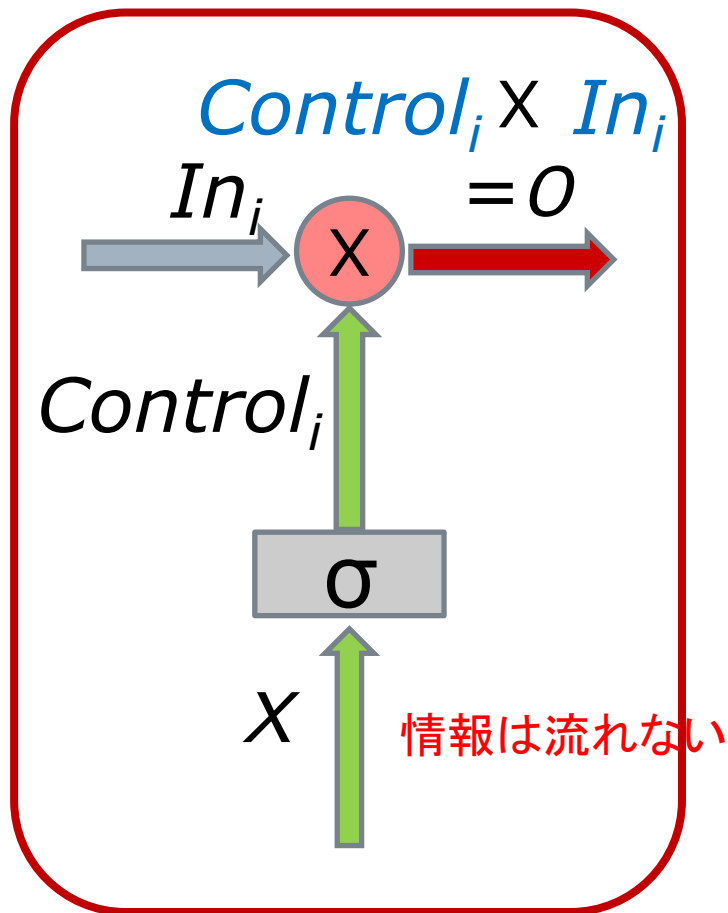 Controlᵢ X Inᵢ
Inᵢ
=0
X
Controlᵢ
σ
X
情報は流れない